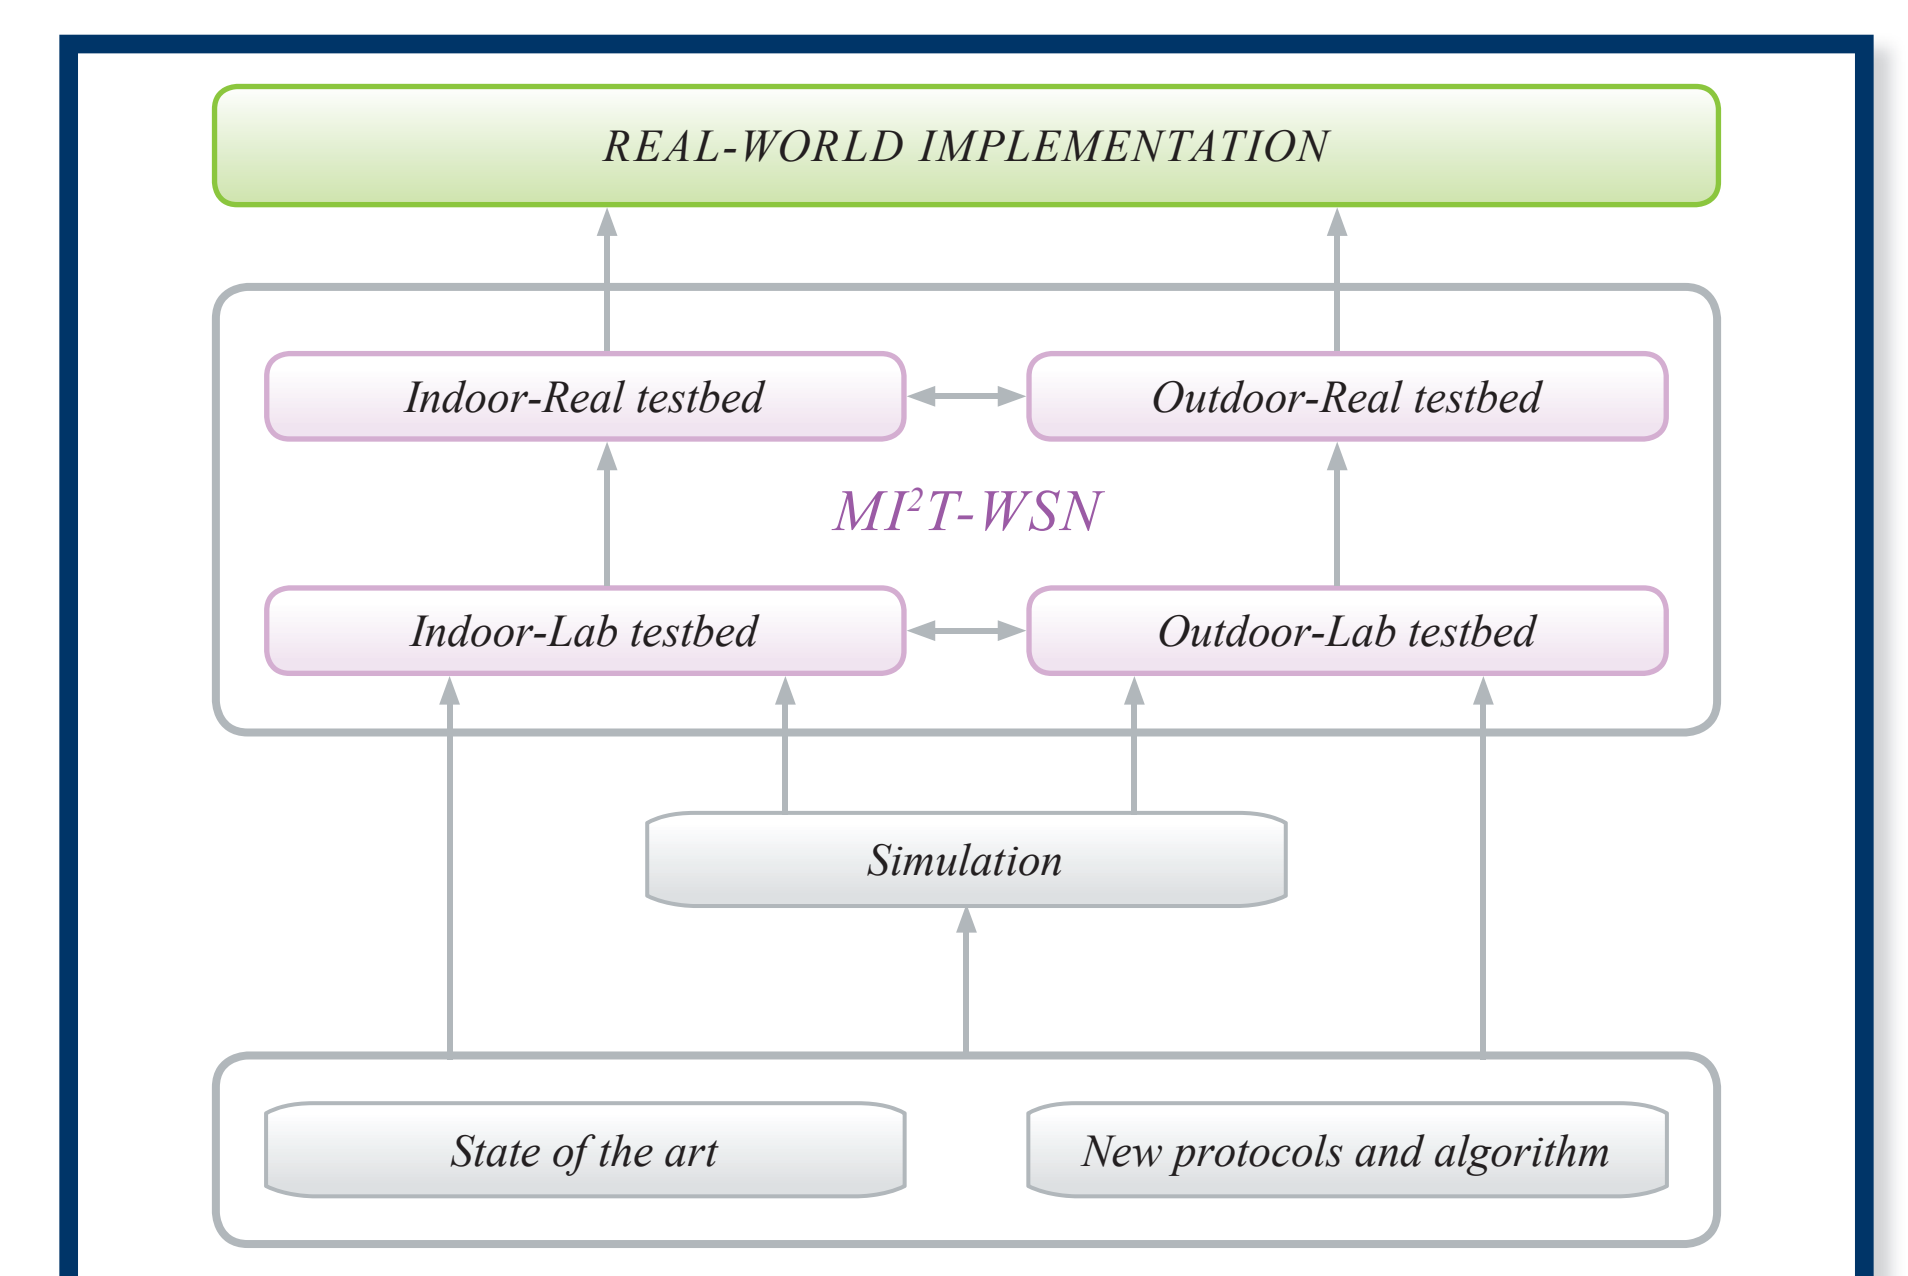 REAL-WORLD IMPLEMENTATION
Indoor-Real testbed
Outdoor-Real testbed
MI²T-WSN
Indoor-Lab testbed
Outdoor-Lab testbed
Simulation
State of the art
New protocols and algorithm